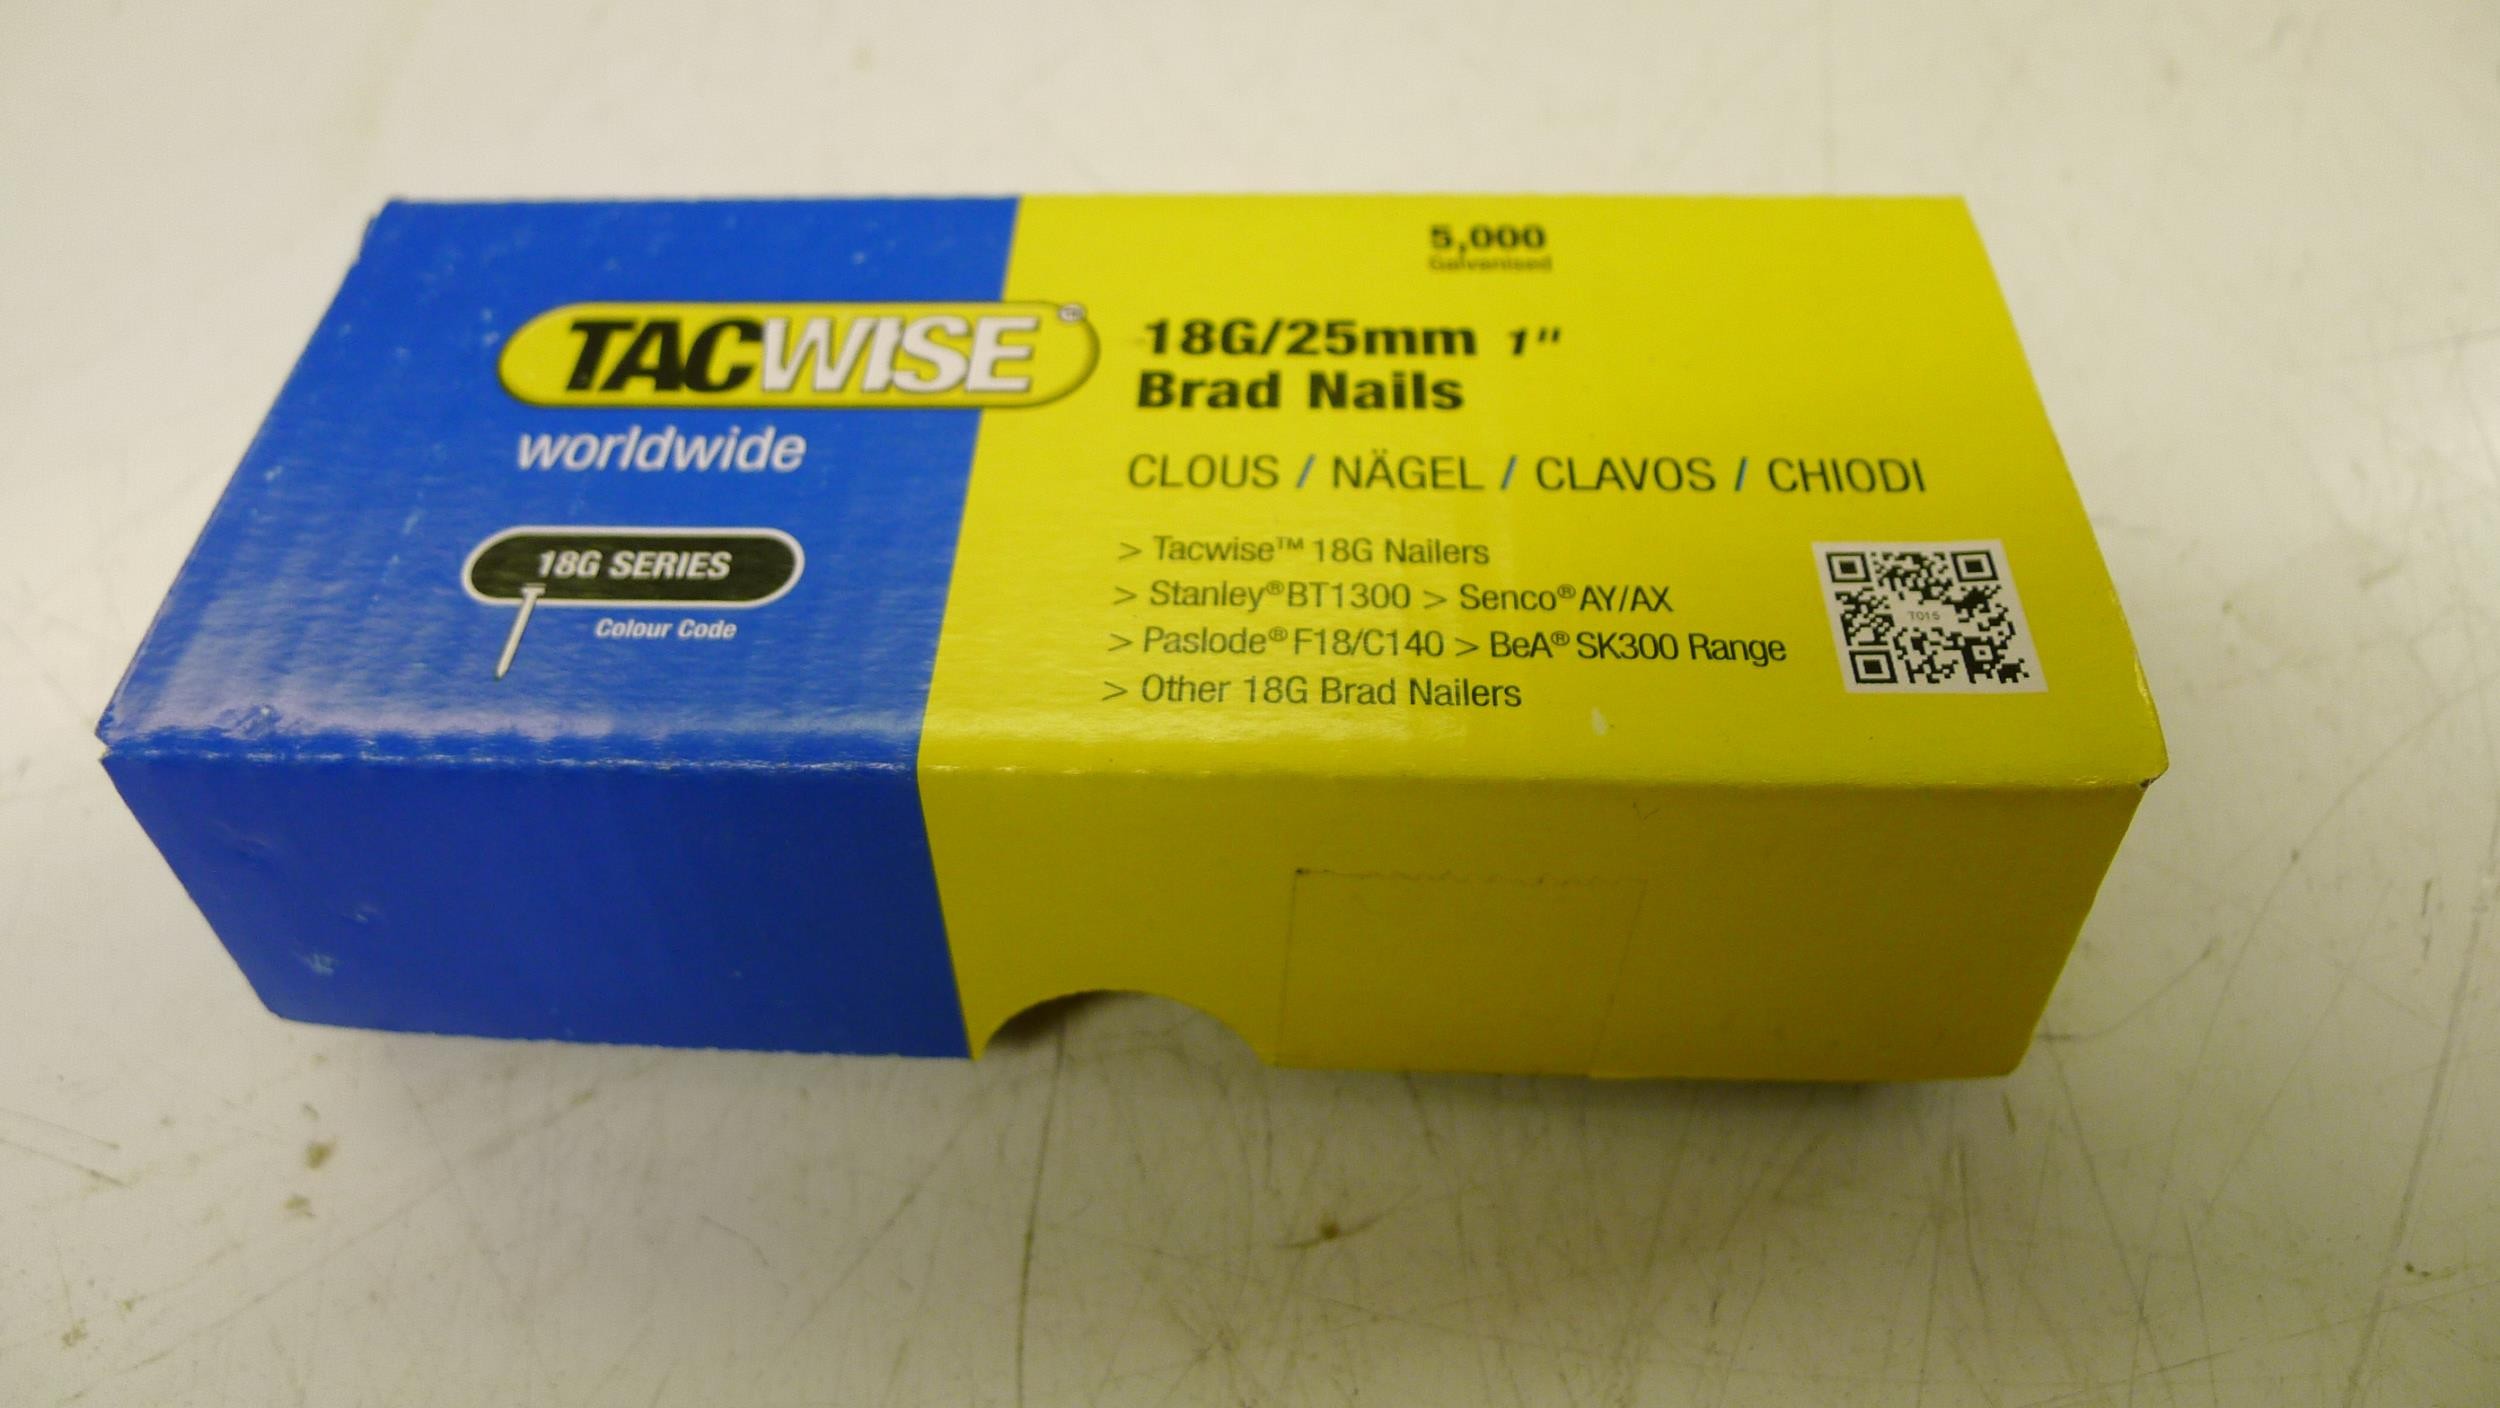 TACWISE®
worldwide
18G SERIES
Colour Code
5,000
Galvanised
18G/25mm 1"
Brad Nails
CLOUS / NÄGEL / CLAVOS / CHIODI
> Tacwise™ 18G Nailers
> Stanley® BT1300 > Senco® AY/AX
> Paslode® F18/C140 > BeA® SK300 Range
> Other 18G Brad Nailers
T015